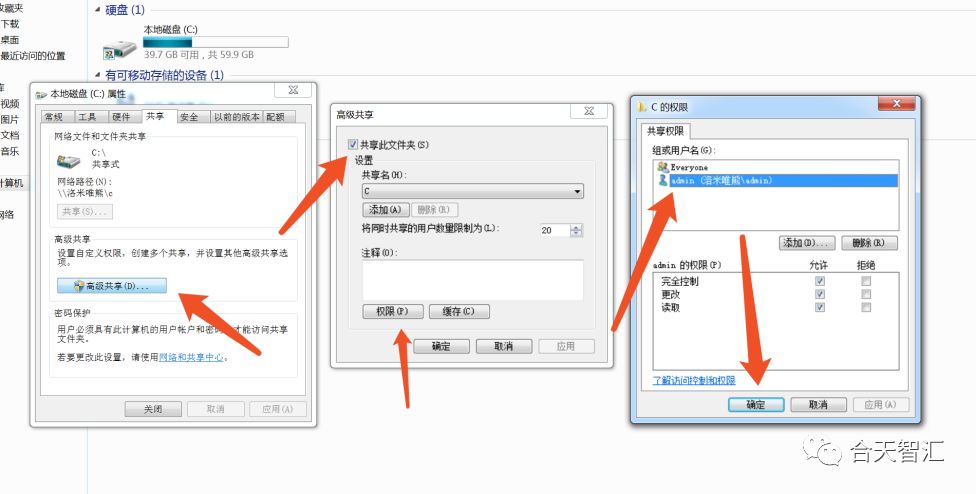 收藏夹
下载
桌面
最近访问的位置
库
视频
图片
文档
音乐
计算机
网络
硬盘 (1)
本地磁盘 (C:)
39.7 GB 可用，共 59.9 GB
有可移动存储的设备 (1)
本地磁盘 (C:) 属性
常规 工具 硬件 共享 安全 以前的版本 配额
网络文件和文件夹共享
C:\
共享式
网络路径(N):
\\洛米唯熊\c
共享(S)...
高级共享
设置自定义权限，创建多个共享，并设置其他高级共享选
项。
高级共享(D)...
密码保护
用户必须具有此计算机的用户帐户和密 才能访问共享
文件夹。
若要更改此设置，请使用网络和共享中心。
关闭 取消 应用(A)
高级共享
共享此文件夹(S)
设置
共享名(H):
C
添加(A) 删除(R)
将同时共享的用户数量限制为(L): 20
注释(O):
权限(P) 缓存(C)
确定 取消 应用
C 的权限
共享权限
组或用户名(G):
Everyone
admin (洛米唯熊\admin)
添加(D)... 删除(R)
admin 的权限(P) 允许 拒绝
完全控制
更改
读取
了解访问控制和权限
确定 取消 应用(A)
合天智汇